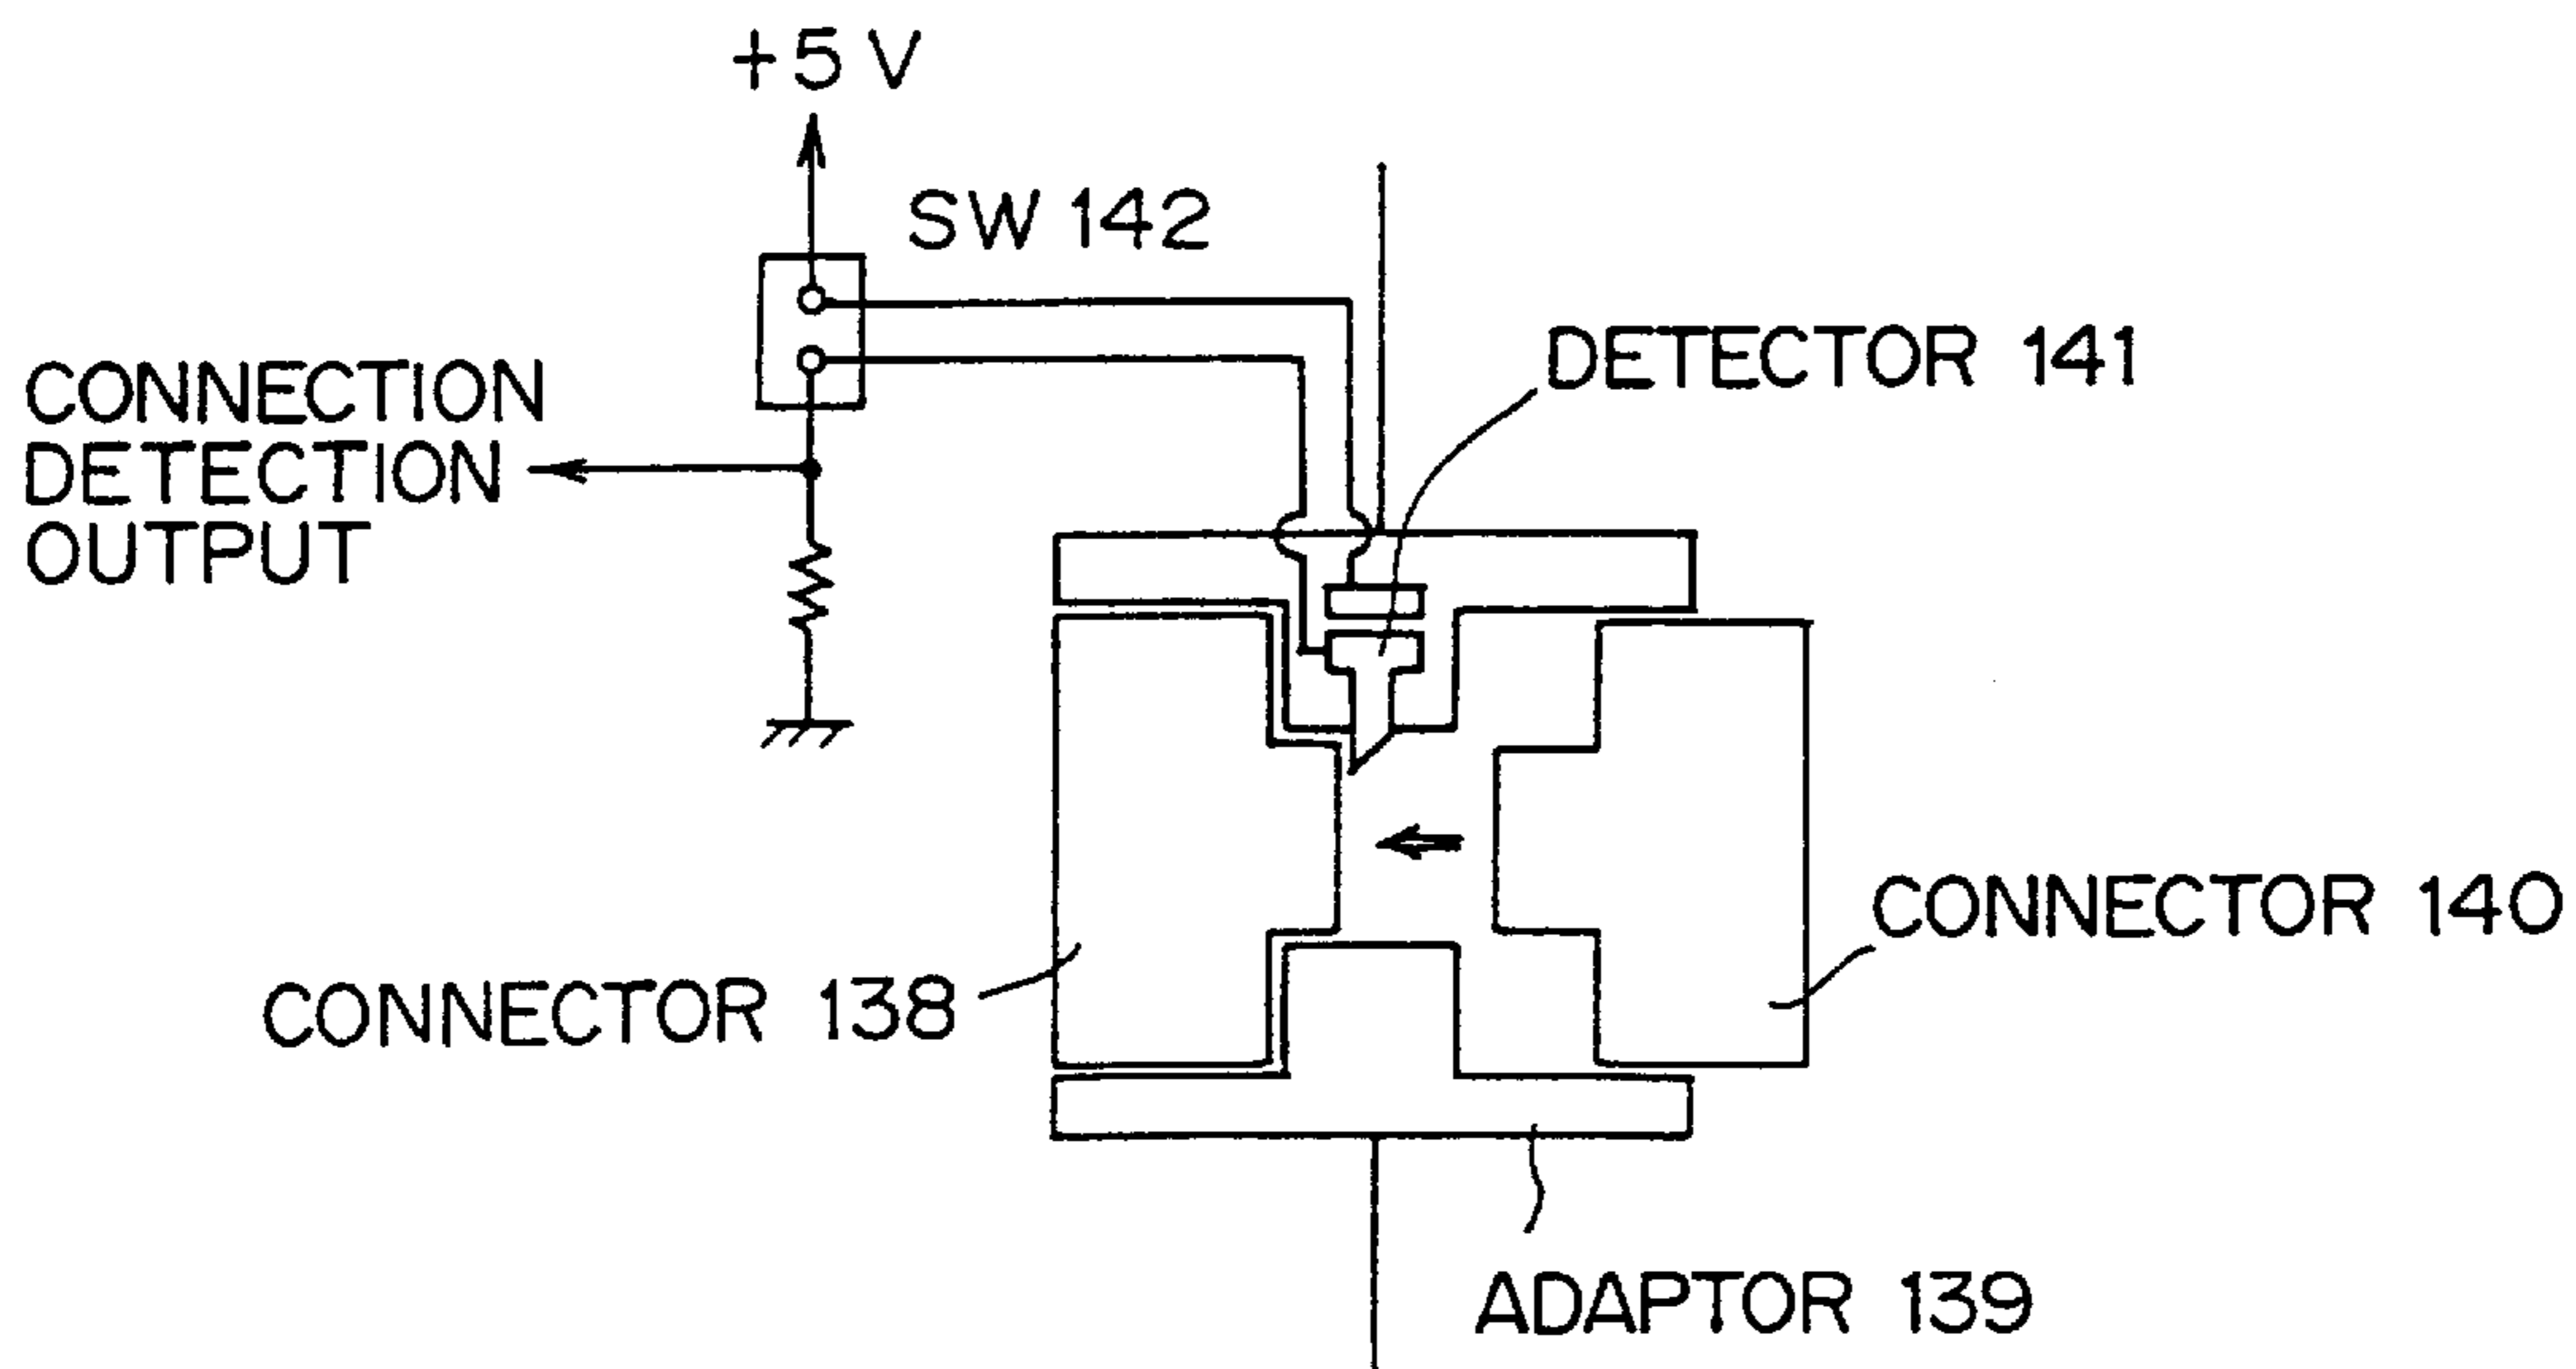 +5V
SW 142
DETECTOR 141
CONNECTION
DETECTION
OUTPUT
CONNECTOR 140
CONNECTOR 138
ADAPTOR 139